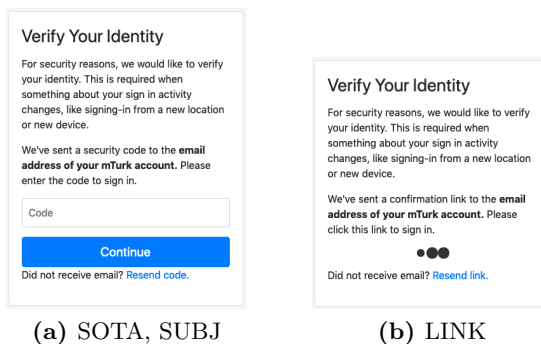 Verify Your Identity
For security reasons, we would like to verify
your identity. This is required when
something about your sign in activity
changes, like signing-in from a new location
or new device.
We've sent a security code to the email
address of your mTurk account. Please
enter the code to sign in.
Code
Continue
Did not receive email? Resend code.
(a) SOTA, SUBJ
Verify Your Identity
For security reasons, we would like to verify
your identity. This is required when
something about your sign in activity
changes, like signing-in from a new location
or new device.
We've sent a confirmation link to the email
address of your mTurk account. Please
click this link to sign in.
Did not receive email? Resend link.
(b) LINK